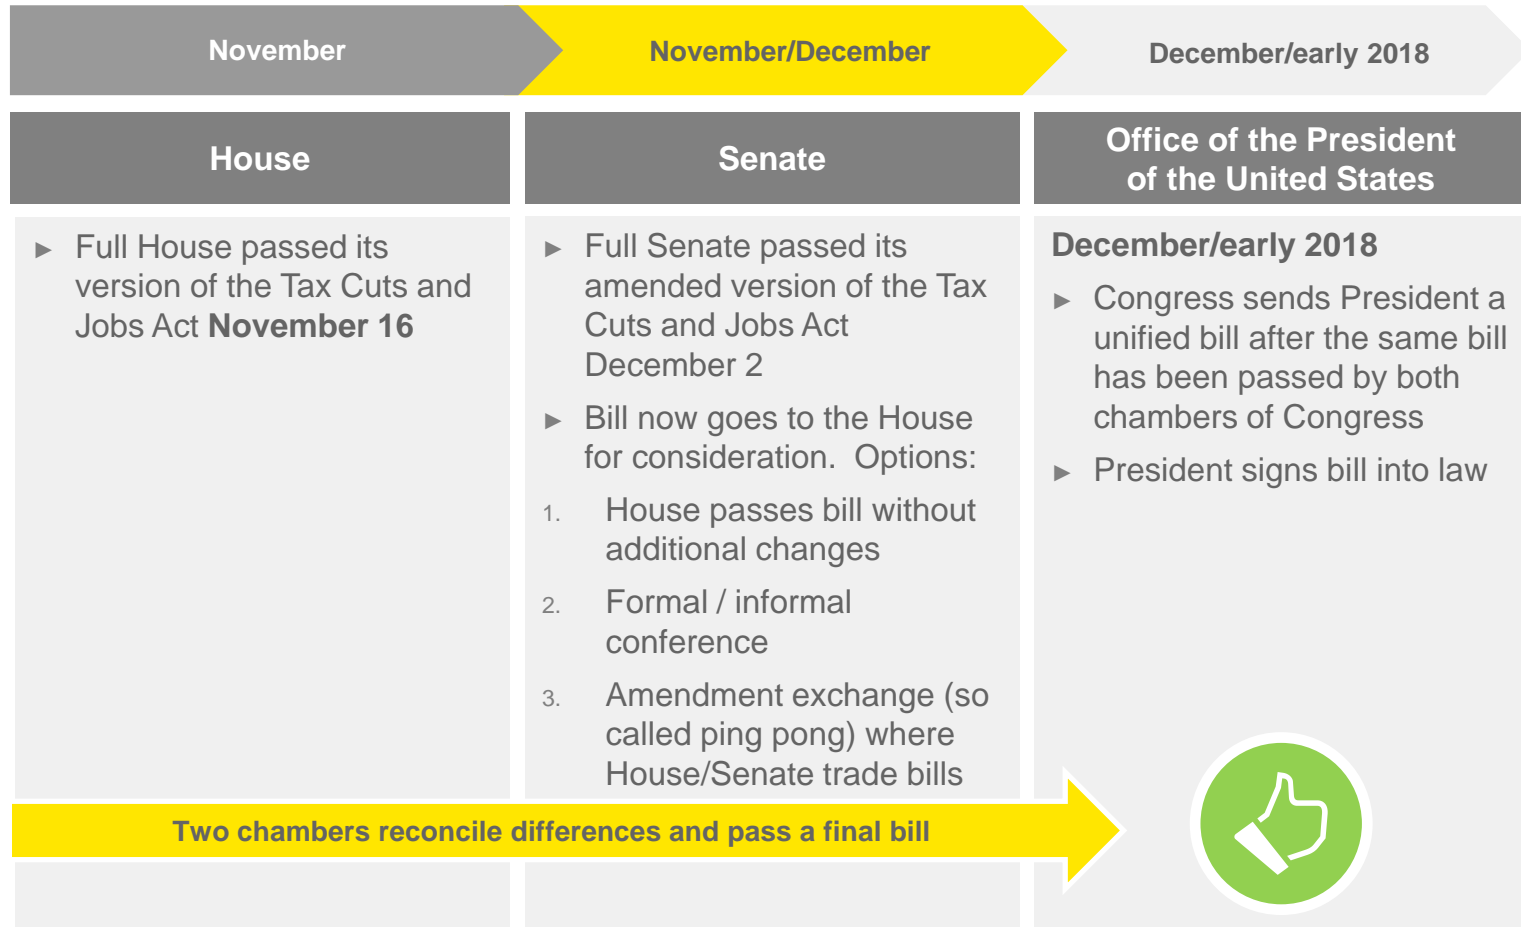 November
November/December
December/early 2018
House
Senate
Office of the President
of the United States
► Full House passed its
version of the Tax Cuts and
Jobs Act November 16
► Full Senate passed its
amended version of the Tax
Cuts and Jobs Act
December 2
► Bill now goes to the House
for consideration.  Options:
1. House passes bill without
additional changes
2. Formal / informal
conference
3. Amendment exchange (so
called ping pong) where
House/Senate trade bills
December/early 2018
► Congress sends President a
unified bill after the same bill
has been passed by both
chambers of Congress
► President signs bill into law
Two chambers reconcile differences and pass a final bill